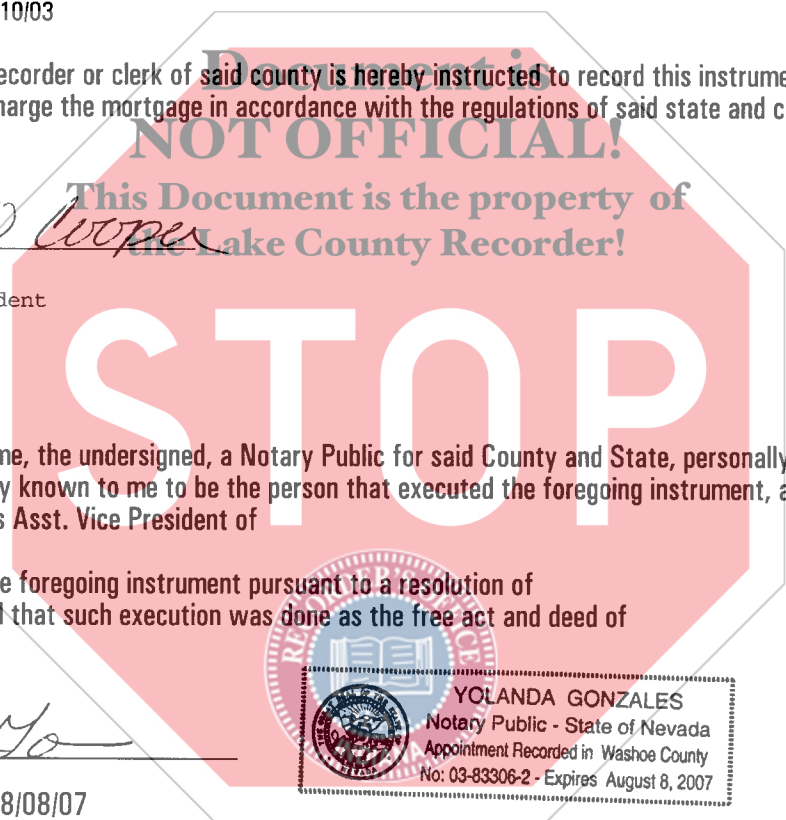 10/03
Document is
ecorder or clerk of said county is hereby instructed to record this instrume
harge the mortgage in accordance with the regulations of said state and c
NOT OFFICIAL!
This Document is the property of
Cooper
the Lake County Recorder!
dent
STOP
me, the undersigned, a Notary Public for said County and State, personally
y known to me to be the person that executed the foregoing instrument, a
s Asst. Vice President of
e foregoing instrument pursuant to a resolution of
d that such execution was done as the free act and deed of
RECORDER'S OFFICE
YOLANDA GONZALES
Notary Public - State of Nevada
Appointment Recorded in Washoe County
No: 03-83306-2 - Expires August 8, 2007
NEVADA
8/08/07